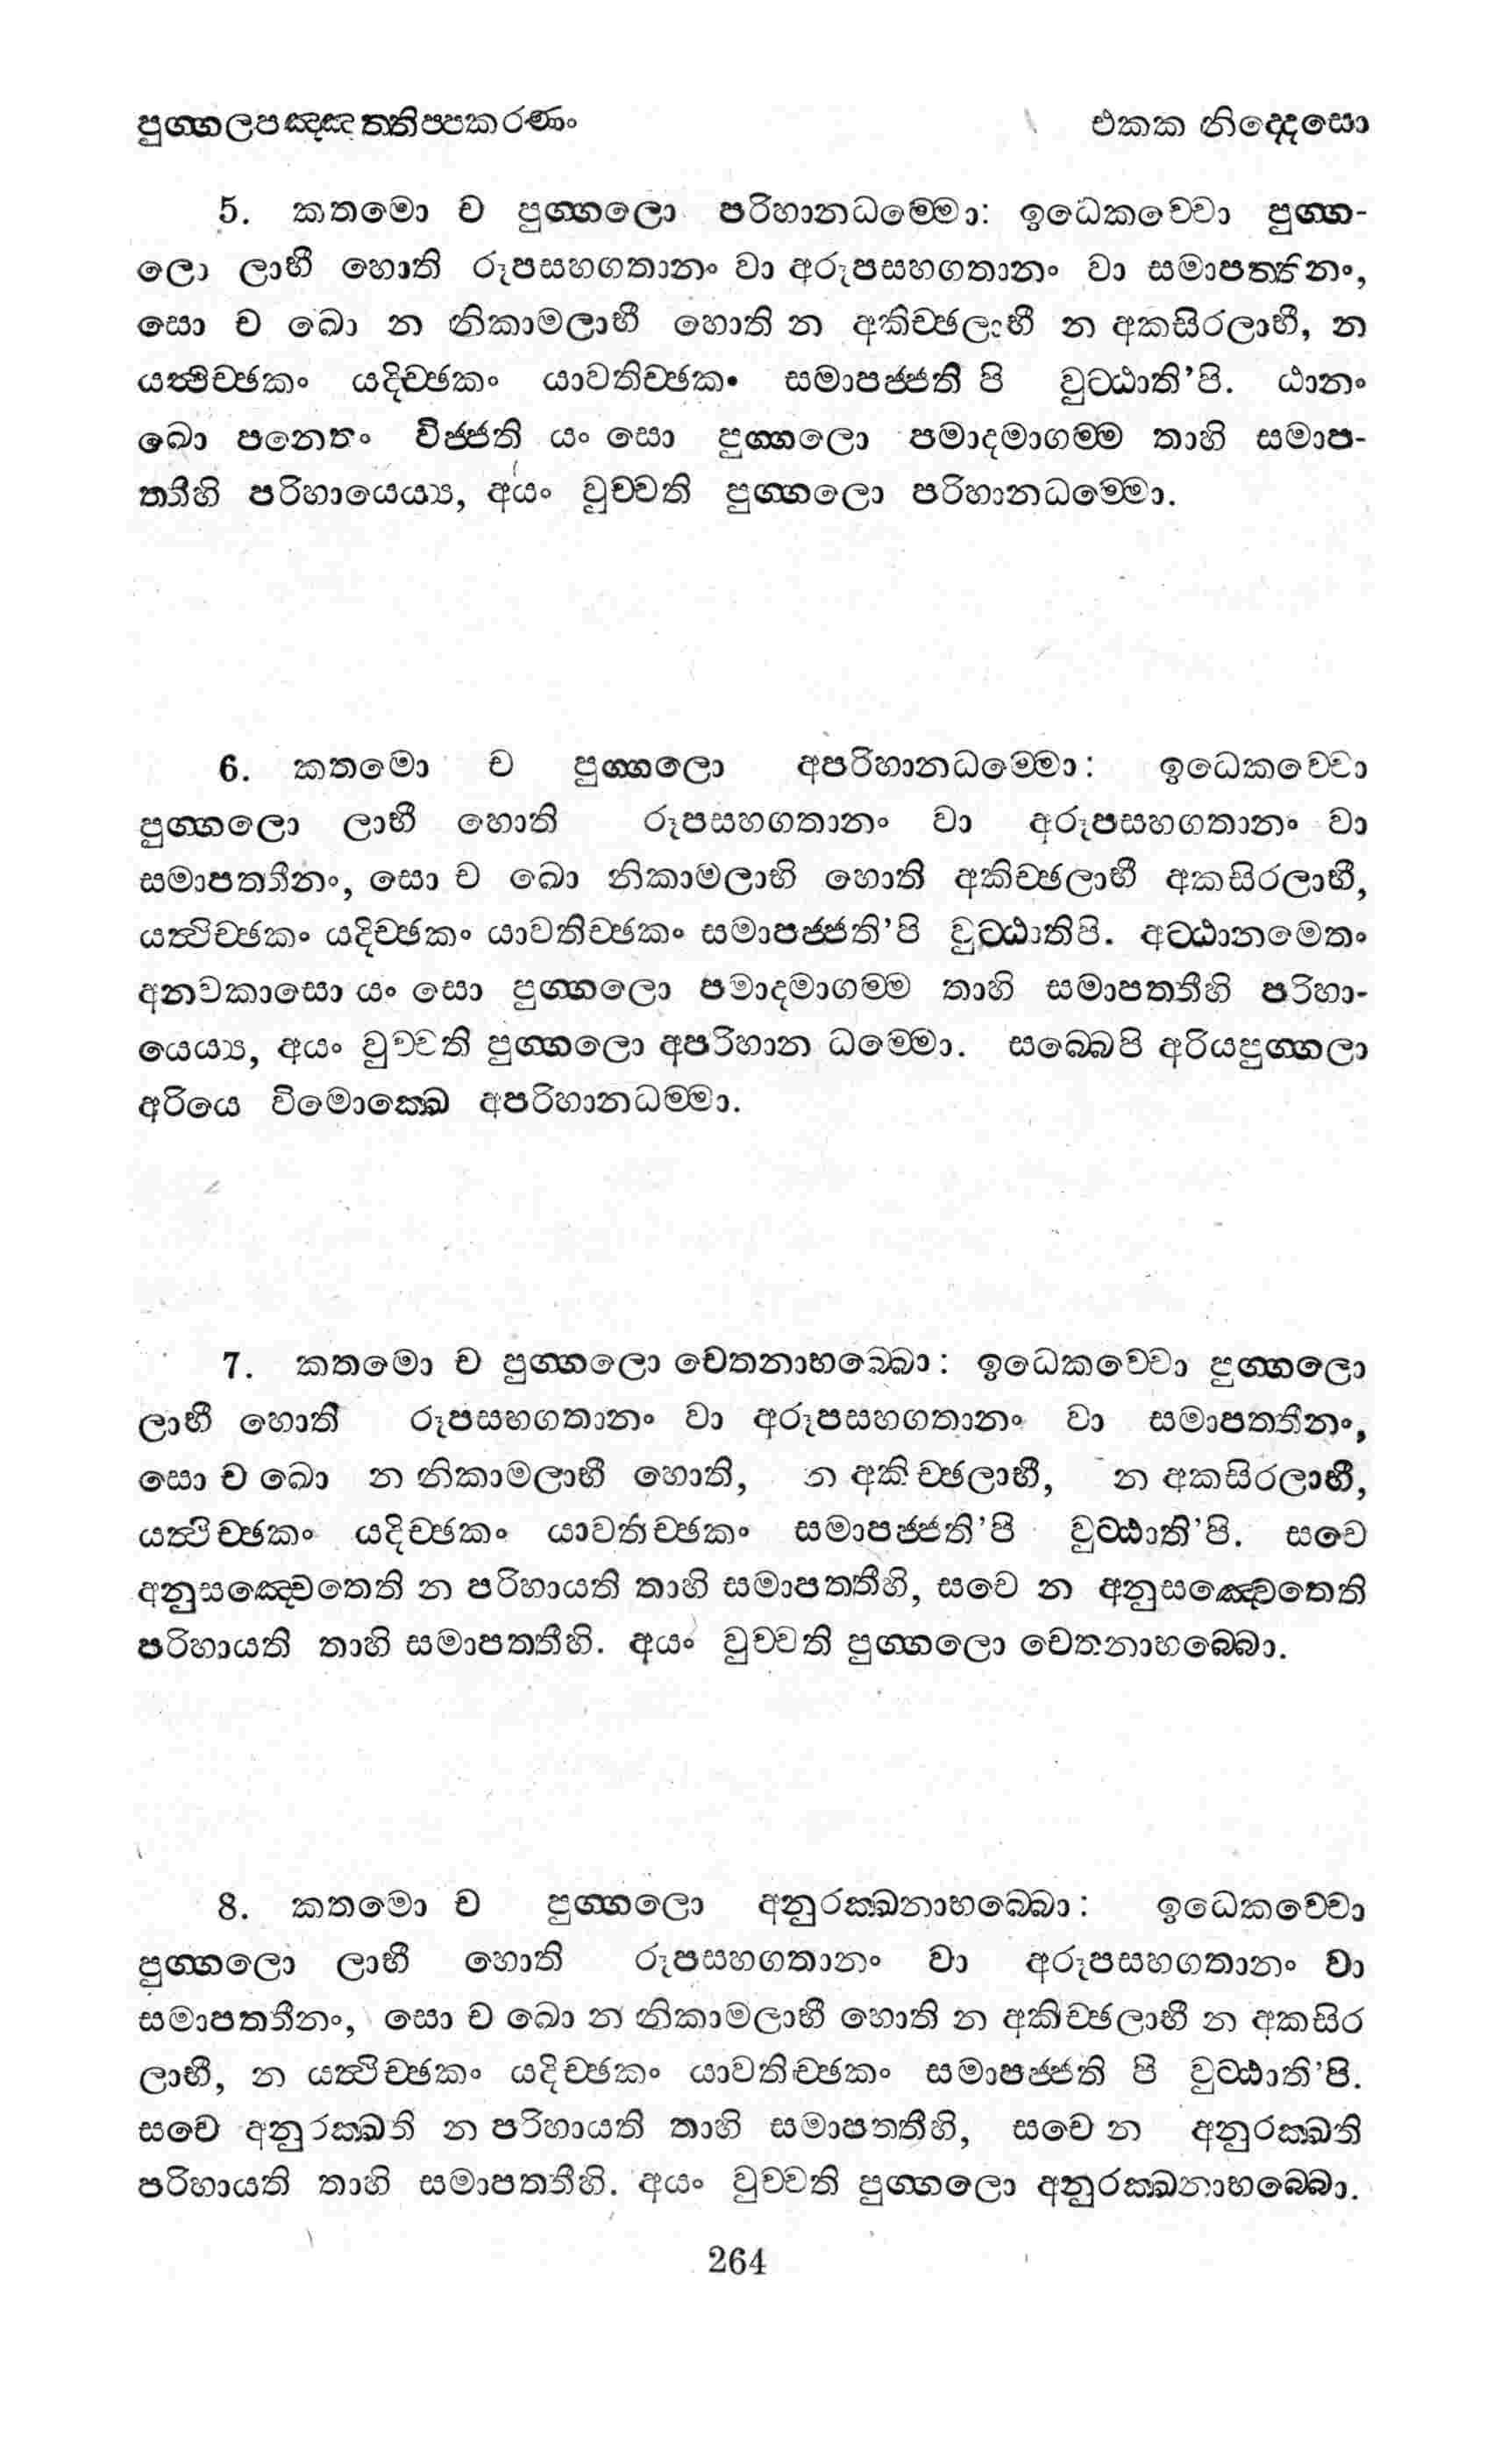 පුග්ගලපඤ්ඤත්තිප්පකරණං එකක නිද්දෙසො
5. කතමො ච පුග්ගලො පරිහානධම්මො: ඉධෙකච්චො පුග්ග-
ලො ලාභී හොති රූපසහගතානං වා අරූපසහගතානං වා සමාපත්තිනං,
සො ච ඛො න නිකාමලාභී හොති න අකිච්ඡලාභී න අකසිරලාභී, න
යත්ථිච්ඡකං යදිච්ඡකං යාවතිච්ඡකං සමාපජ්ජති පි වුට්ඨාති’පි. ඨානං
ඛො පනෙතං විජ්ජති යං සො පුග්ගලො පමාදමාගම්ම තාහි සමාප-
ත්තීහි පරිහායෙය්‍ය, අයං වුච්චති පුග්ගලො පරිහානධම්මො.
6. කතමො ච පුග්ගලො අපරිහානධම්මො: ඉධෙකච්චො
පුග්ගලො ලාභී හොති රූපසහගතානං වා අරූපසහගතානං වා
සමාපත්තීනං, සො ච ඛො නිකාමලාභි හොති අකිච්ඡලාභී අකසිරලාභී,
යත්ථිච්ඡකං යදිච්ඡකං යාවතිච්ඡකං සමාපජ්ජති’පි වුට්ඨාතිපි. අට්ඨානමෙතං
අනවකාසො යං සො පුග්ගලො පමාදමාගම්ම තාහි සමාපත්තීහි පරිහා-
යෙය්‍ය, අයං වුච්චති පුග්ගලො අපරිහාන ධම්මො. සබ්බෙපි අරියපුග්ගලා
අරියෙ විමොක්ඛෙ අපරිහානධම්මා.
7. කතමො ච පුග්ගලො චෙතනාභබ්බො: ඉධෙකච්චො පුග්ගලො
ලාභී හොති රූපසභගතානං වා අරූපසහගතානං වා සමාපත්තීනං,
සො ච ඛො න නිකාමලාභී හොති, න අකිච්ඡලාභී, න අකසිරලාභී,
යත්ථිච්ඡකං යදිච්ඡකං යාවතිච්ඡකං සමාපජ්ජති’පි වුට්ඨාති’පි. සචෙ
අනුසඤ්චෙතෙති න පරිහායති තාහි සමාපත්තීහි, සචෙ න අනුසඤ්චෙතෙති
පරිහායති තාහි සමාපත්තීහි. අයං වුච්චති පුග්ගලො චෙතනාභබ්බො.
8. කතමො ච පුග්ගලො අනුරක්ඛනාභබ්බො: ඉධෙකච්චො
පුග්ගලො ලාභී හොති රූපසහගතානං වා අරූපසහගතානං වා
සමාපත්තීනං, සො ච ඛො න නිකාමලාභී හොති න අකිච්ඡලාභී න අකසිර
ලාභී, න යත්ථිච්ඡකං යදිච්ඡකං යාවතිච්ඡකං සමාපජ්ජති පි වුට්ඨාති’පි.
සචෙ අනුරක්ඛති න පරිහායති තාහි සමාපත්තීහි, සචෙ න අනුරක්ඛති
පරිහායති තාහි සමාපත්තීහි. අයං වුච්චති පුග්ගලො අනුරක්ඛනාභබ්බො.
264